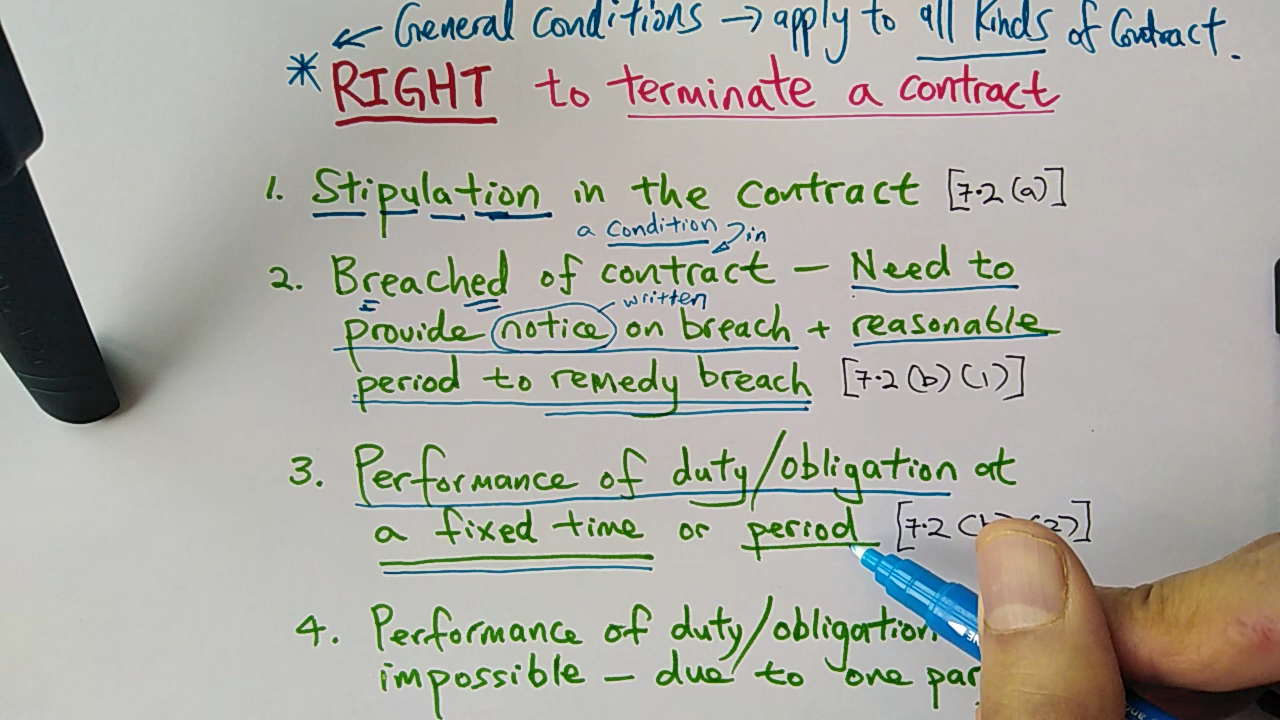 ← General Conditions → apply to all kinds of Contract.
* RIGHT to terminate a contract
1. Stipulation in the contract [7.2 (a)]
a condition in
2. Breached of contract – Need to
written
provide notice on breach + reasonable
period to remedy breach [7.2 (b) (1)]
3. Performance of duty/obligation at
a fixed time or period [7.2 2)]
4. Performance of duty/obligation
impossible – due to one